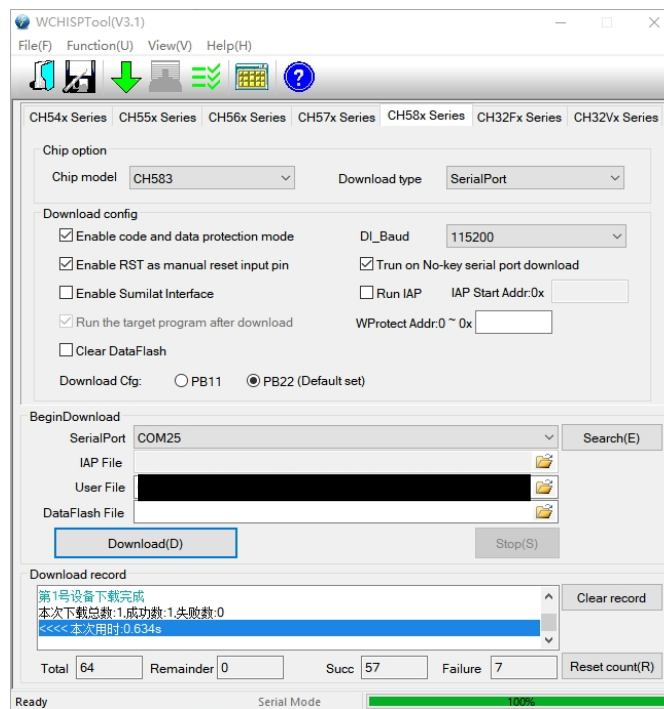 WCHISPTool(V3.1)
File(F) Function(U) View(V) Help(H)
CH54x Series CH55x Series CH56x Series CH57x Series CH58x Series CH32Fx Series CH32Vx Series
Chip option
Chip model CH583 Download type SerialPort
Download config
Enable code and data protection mode DI_Baud 115200
Enable RST as manual reset input pin Trun on No-key serial port download
Enable Sumilat Interface Run IAP IAP Start Addr:0x
Run the target program after download WProtect Addr:0 ~ 0x
Clear DataFlash
Download Cfg: PB11 PB22 (Default set)
BeginDownload
SerialPort COM25 Search(E)
IAP File
User File
DataFlash File
Download(D) Stop(S)
Download record
第1号设备下载完成
本次下载总数:1,成功数:1,失败数:0
<<<< 本次用时:0.634s
Clear record
Total 64 Remainder 0 Succ 57 Failure 7 Reset count(R)
Ready Serial Mode 100%